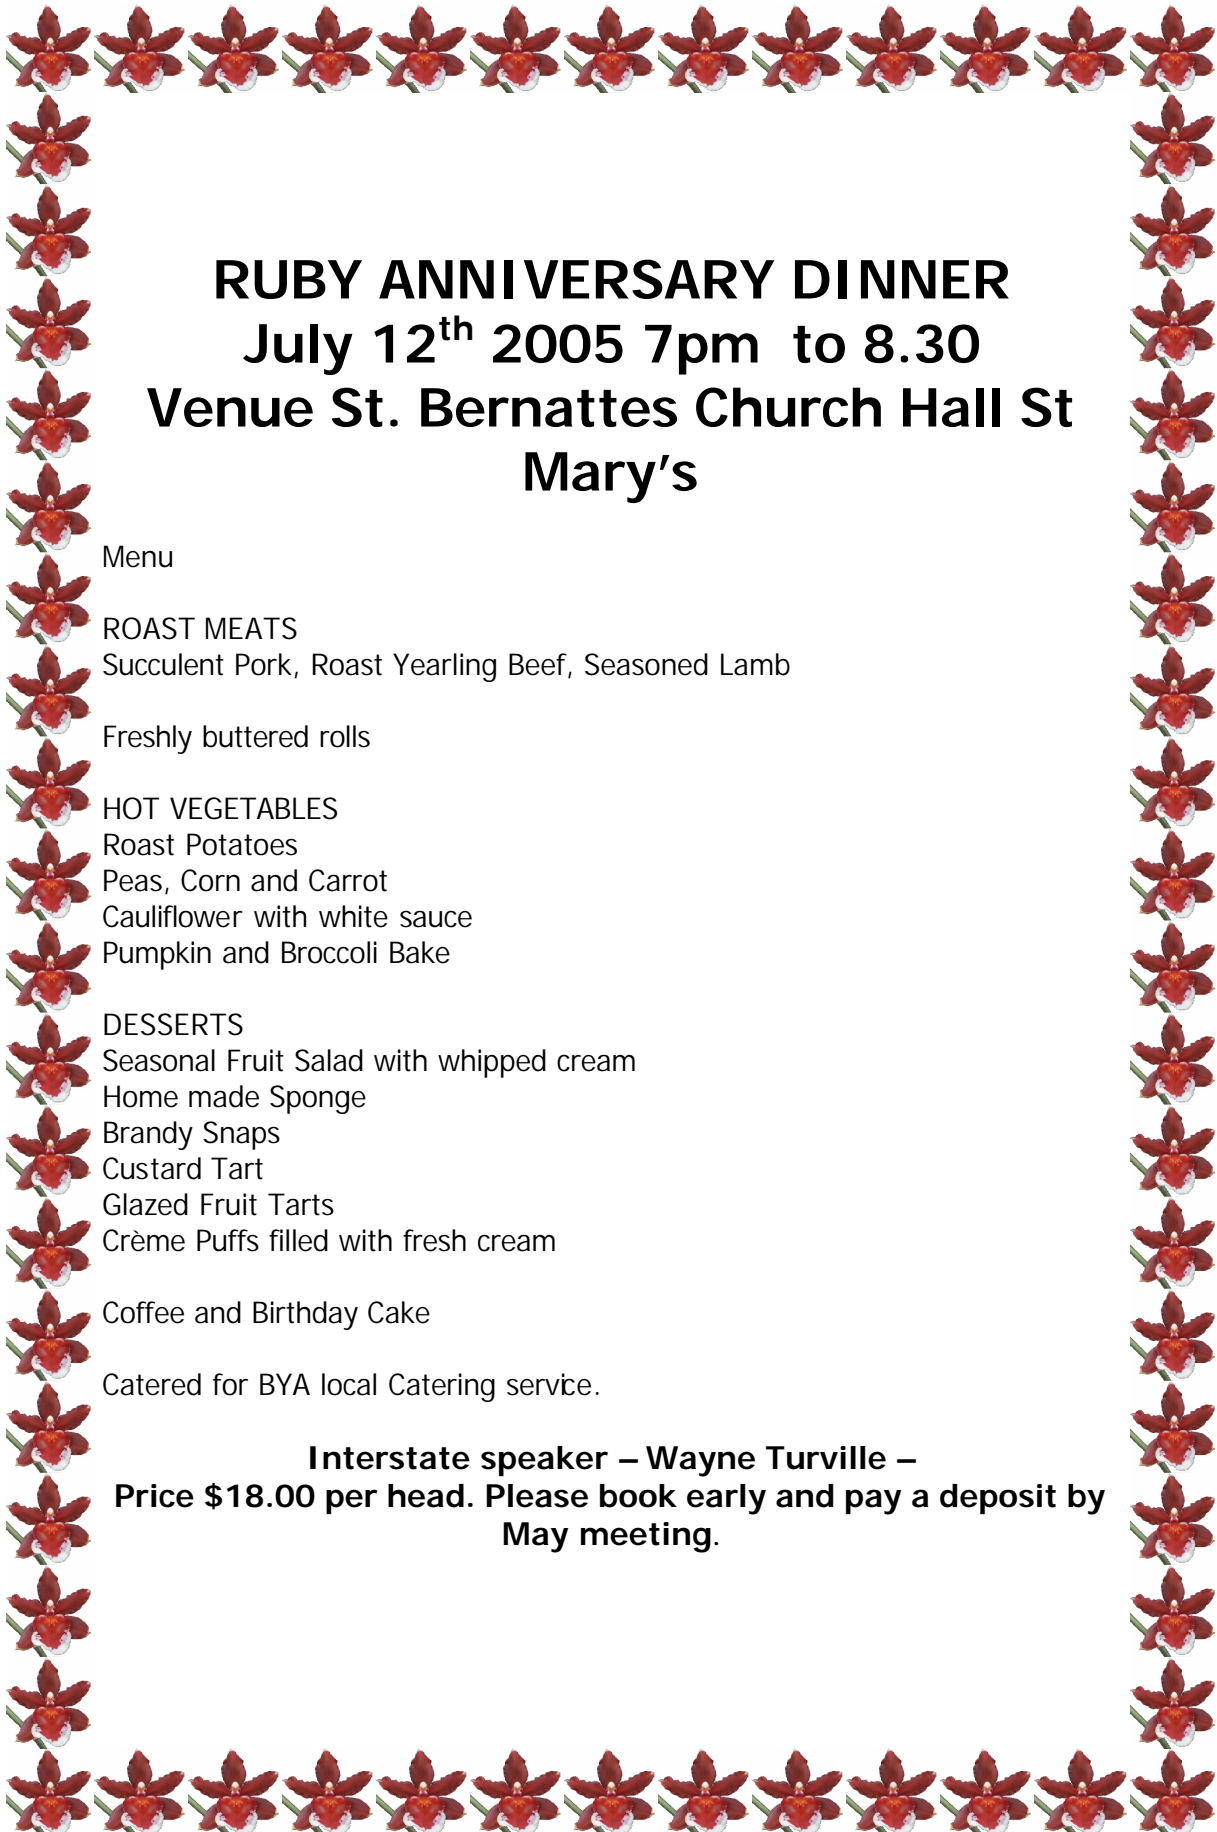 RUBY ANNIVERSARY DINNER
July 12th 2005 7pm to 8.30
Venue St. Bernattes Church Hall St
Mary's
Menu
ROAST MEATS
Succulent Pork, Roast Yearling Beef, Seasoned Lamb
Freshly buttered rolls
HOT VEGETABLES
Roast Potatoes
Peas, Corn and Carrot
Cauliflower with white sauce
Pumpkin and Broccoli Bake
DESSERTS
Seasonal Fruit Salad with whipped cream
Home made Sponge
Brandy Snaps
Custard Tart
Glazed Fruit Tarts
Crème Puffs filled with fresh cream
Coffee and Birthday Cake
Catered for BYA local Catering service.
Interstate speaker – Wayne Turville –
Price $18.00 per head. Please book early and pay a deposit by
May meeting.